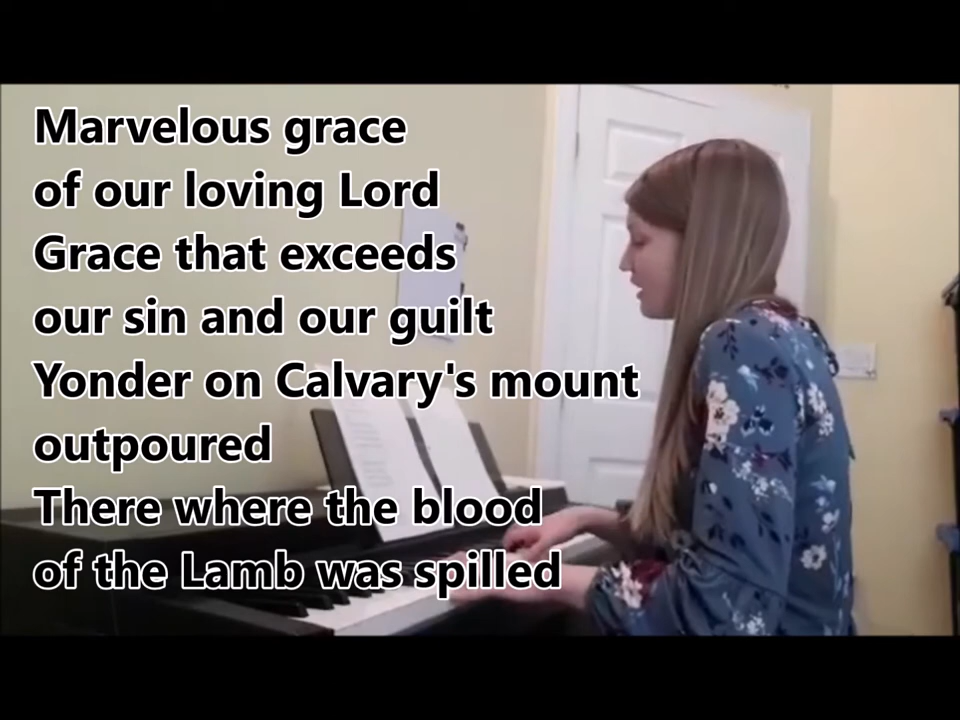 Marvelous grace
of our loving Lord
Grace that exceeds
our sin and our guilt
Yonder on Calvary's mount
outpoured
There where the blood
of the Lamb was spilled